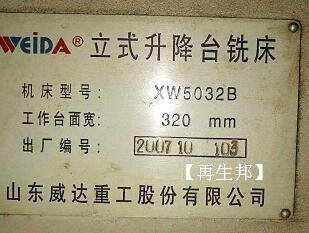 WEIDA® 立式升降台铣床
机床型号: XW5032B
工作台面宽: 320 mm
出厂编号: 200710 103
【再生邦】
山东威达重工股份有限公司